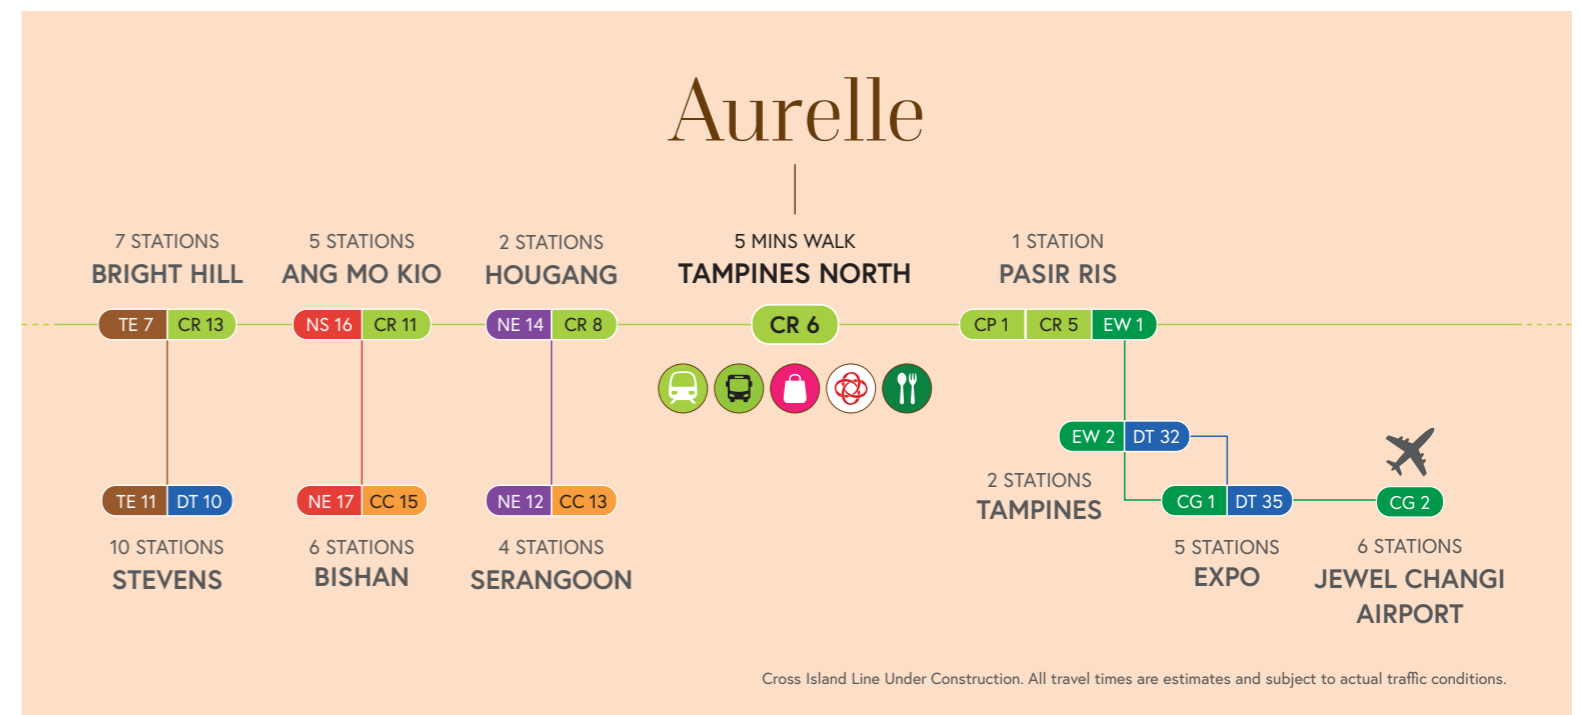 Aurelle
7 STATIONS
BRIGHT HILL
5 STATIONS
ANG MO KIO
2 STATIONS
HOUGANG
5 MINS WALK
TAMPINES NORTH
1 STATION
PASIR RIS
TE 7 CR 13
NS 16 CR 11
NE 14 CR 8
CR 6
CP 1 CR 5 EW 1
EW 2 DT 32
2 STATIONS
TAMPINES
TE 11 DT 10
10 STATIONS
STEVENS
NE 17 CC 15
6 STATIONS
BISHAN
NE 12 CC 13
4 STATIONS
SERANGOON
CG 1 DT 35
5 STATIONS
EXPO
CG 2
6 STATIONS
JEWEL CHANGI
AIRPORT
Cross Island Line Under Construction. All travel times are estimates and subject to actual traffic conditions.